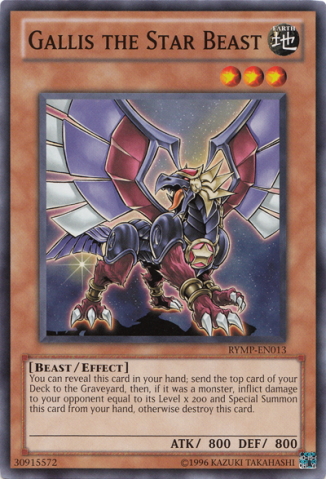 GALLIS THE STAR BEAST
EARTH
地
RYMP-EN013
[BEAST/EFFECT]
You can reveal this card in your hand; send the top card of your
Deck to the Graveyard, then, if it was a monster, inflict damage
to your opponent equal to its Level x 200 and Special Summon
this card from your hand, otherwise destroy this card.
ATK/ 800 DEF/ 800
30915572
©1996 KAZUKI TAKAHASHI